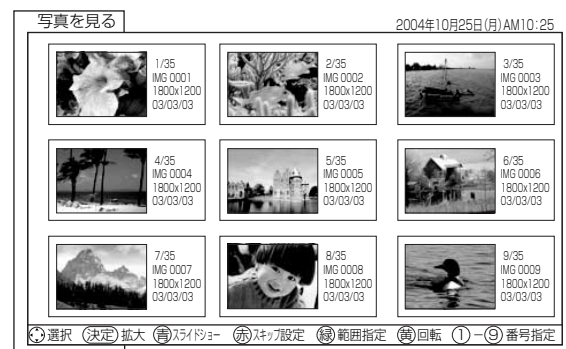 写真を見る 2004年10月25日(月)AM10:25
1/35
IMG 0001
1800x1200
03/03/03
2/35
IMG 0002
1800x1200
03/03/03
3/35
IMG 0003
1800x1200
03/03/03
4/35
IMG 0004
1800x1200
03/03/03
5/35
IMG 0005
1800x1200
03/03/03
6/35
IMG 0006
1800x1200
03/03/03
7/35
IMG 0007
1800x1200
03/03/03
8/35
IMG 0008
1800x1200
03/03/03
9/35
IMG 0009
1800x1200
03/03/03
選択 決定 拡大 青スライドショー 赤スキップ設定 緑範囲指定 黄回転 ①-⑨番号指定